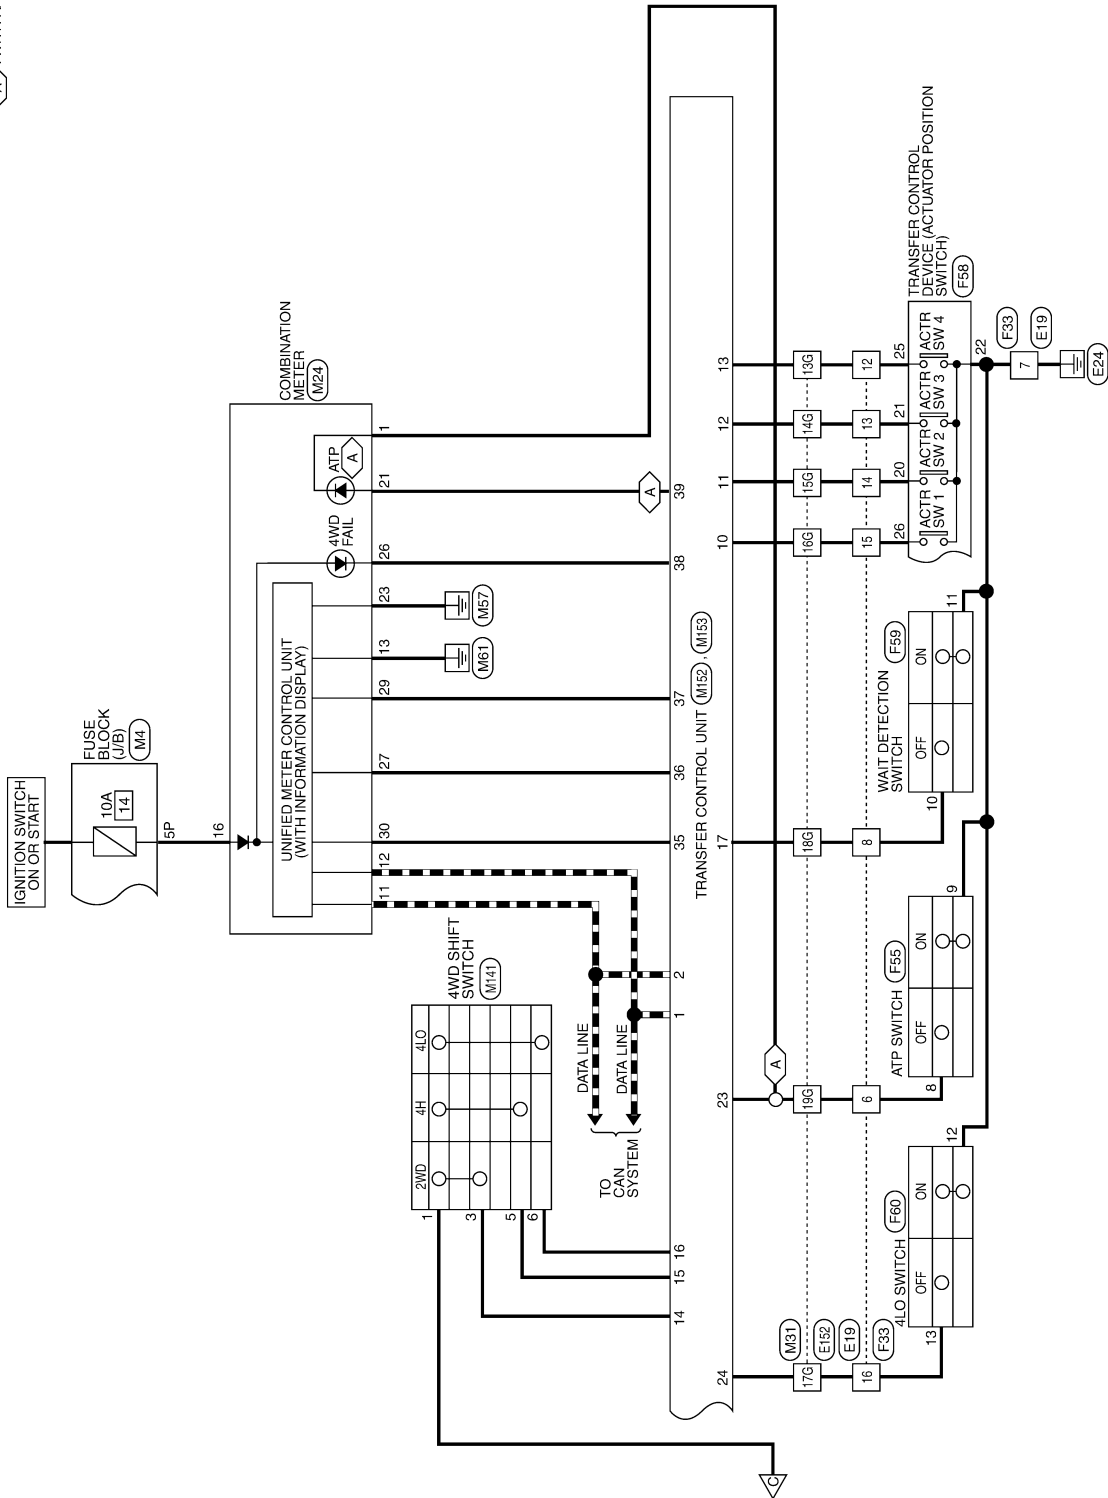 IGNITION SWITCH
ON OR START
FUSE
BLOCK
(J/B)
M4
10A
14
5P
16
COMBINATION
METER
M24
UNIFIED METER CONTROL UNIT
(WITH INFORMATION DISPLAY)
4WD
FAIL
ATP
A
11
12
30
27
29
13
23
26
21
1
M61
M57
4WD SHIFT
SWITCH
M141
2WD
4H
4LO
1
3
5
6
DATA LINE
DATA LINE
TO
CAN
SYSTEM
A
14
15
16
1
2
35
36
37
38
39
TRANSFER CONTROL UNIT
M152
,
M153
24
23
17
10
11
12
13
C
A
M31
E152
E19
F33
17G
19G
18G
16G
15G
14G
13G
16
6
8
15
14
13
12
4LO SWITCH
F60
OFF
ON
13
12
ATP SWITCH
F55
OFF
ON
8
9
WAIT DETECTION
SWITCH
F59
OFF
ON
10
11
TRANSFER CONTROL
DEVICE (ACTUATOR POSITION
SWITCH)
F58
26
20
21
25
ACTR
SW 1
ACTR
SW 2
ACTR
SW 3
ACTR
SW 4
22
7
F33
E19
E24